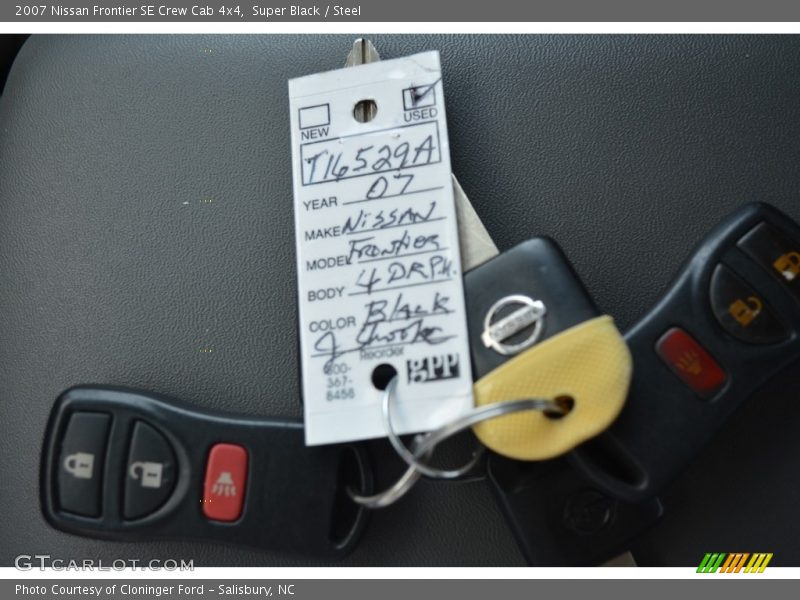 2007 Nissan Frontier SE Crew Cab 4x4,  Super Black / Steel
NEW
USED
T16529A
YEAR 07
MAKE NISSAN
MODEL Frontier
BODY 4 DR PU.
COLOR Black
Reorder
800-
367-
8456
gpp
NISSAN
GTCARLOT.COM
Photo Courtesy of Cloninger Ford - Salisbury, NC